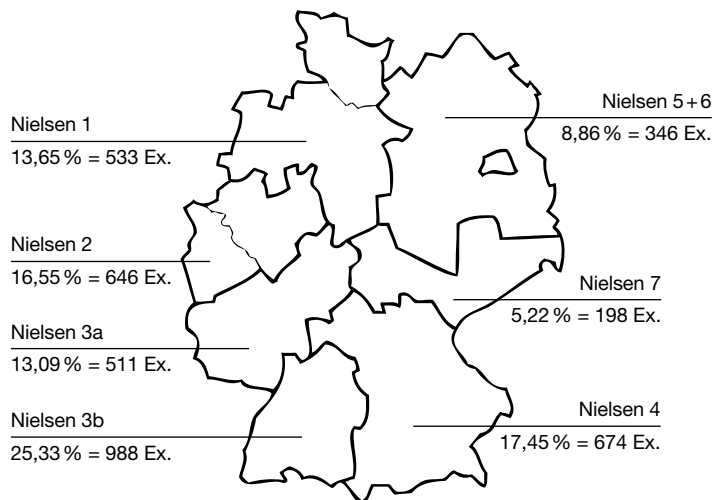 Nielsen 1
13,65 % = 533 Ex.
Nielsen 2
16,55 % = 646 Ex.
Nielsen 3a
13,09 % = 511 Ex.
Nielsen 3b
25,33 % = 988 Ex.
Nielsen 5+6
8,86 % = 346 Ex.
Nielsen 7
5,22 % = 198 Ex.
Nielsen 4
17,45 % = 674 Ex.